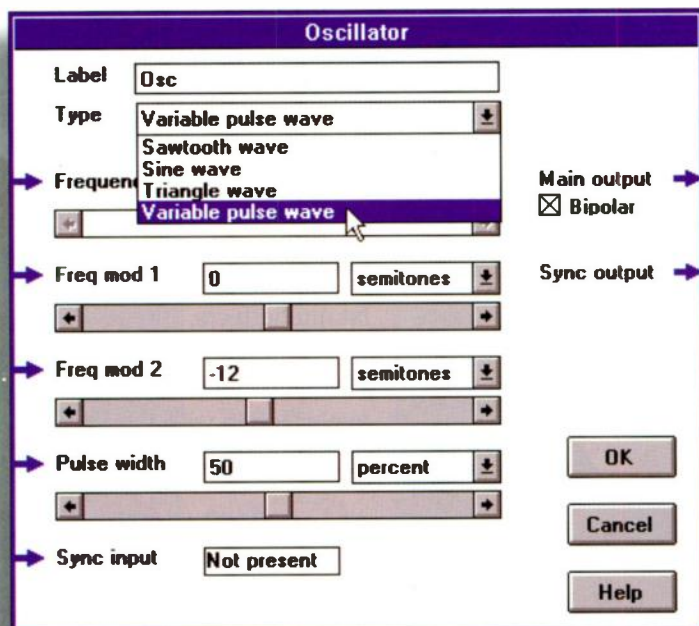 Oscillator
Label Osc
Type Variable pulse wave
Sawtooth wave
Sine wave
Triangle wave
Variable pulse wave
Main output
Bipolar
Freq mod 1 0 semitones
Sync output
Freq mod 2 -12 semitones
Pulse width 50 percent
OK
Cancel
Sync input Not present
Help